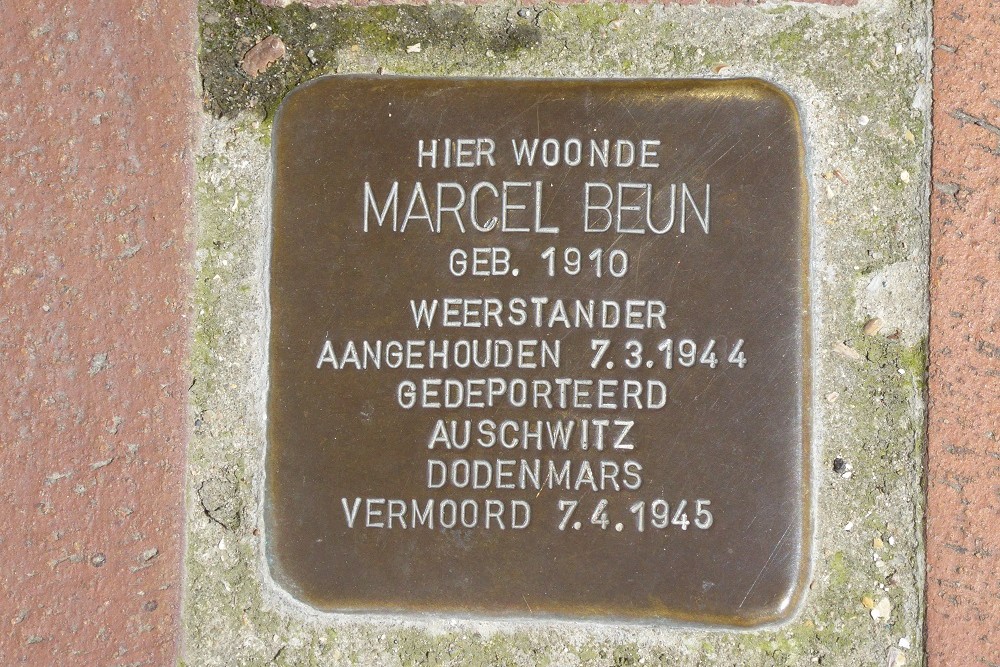 HIER WOONDE
MARCEL BEUN
GEB. 1910
WEERSTANDER
AANGEHOUDEN 7.3.1944
GEDEPORTEERD
AUSCHWITZ
DODENMARS
VERMOORD 7.4.1945